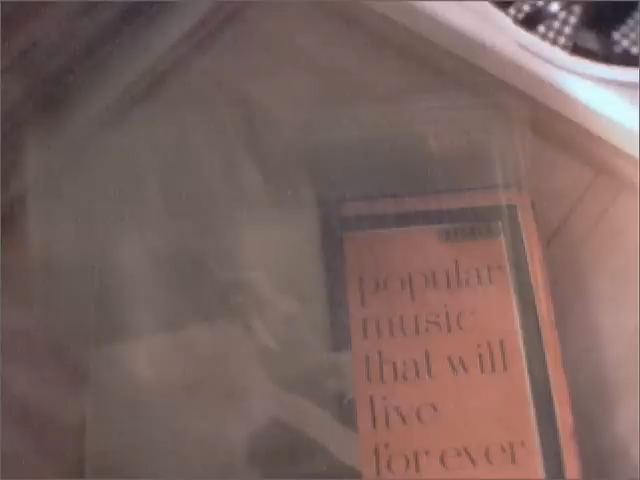 popular
music
that will
live
for ever